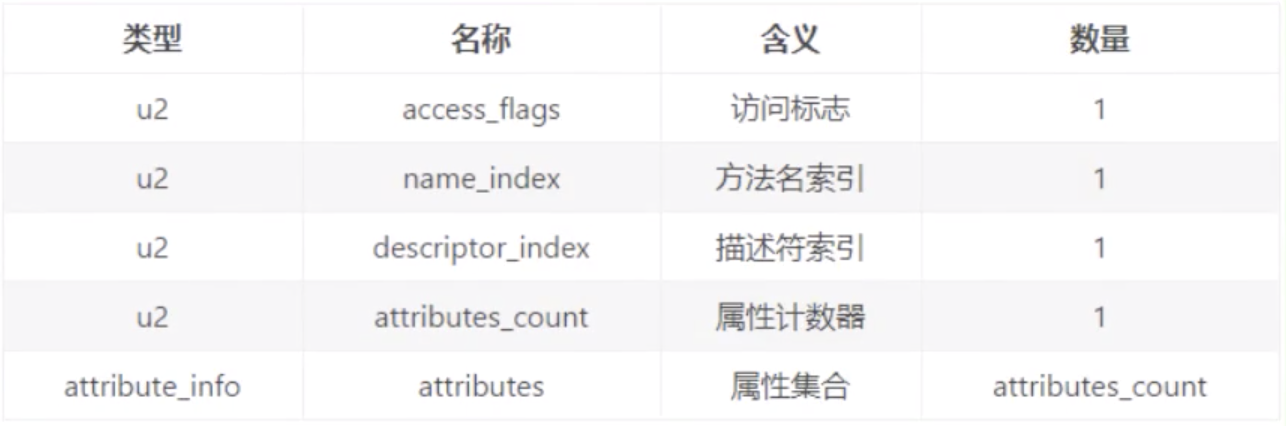 类型 名称 含义 数量
u2 access_flags 访问标志 1
u2 name_index 方法名索引 1
u2 descriptor_index 描述符索引 1
u2 attributes_count 属性计数器 1
attribute_info attributes 属性集合 attributes_count